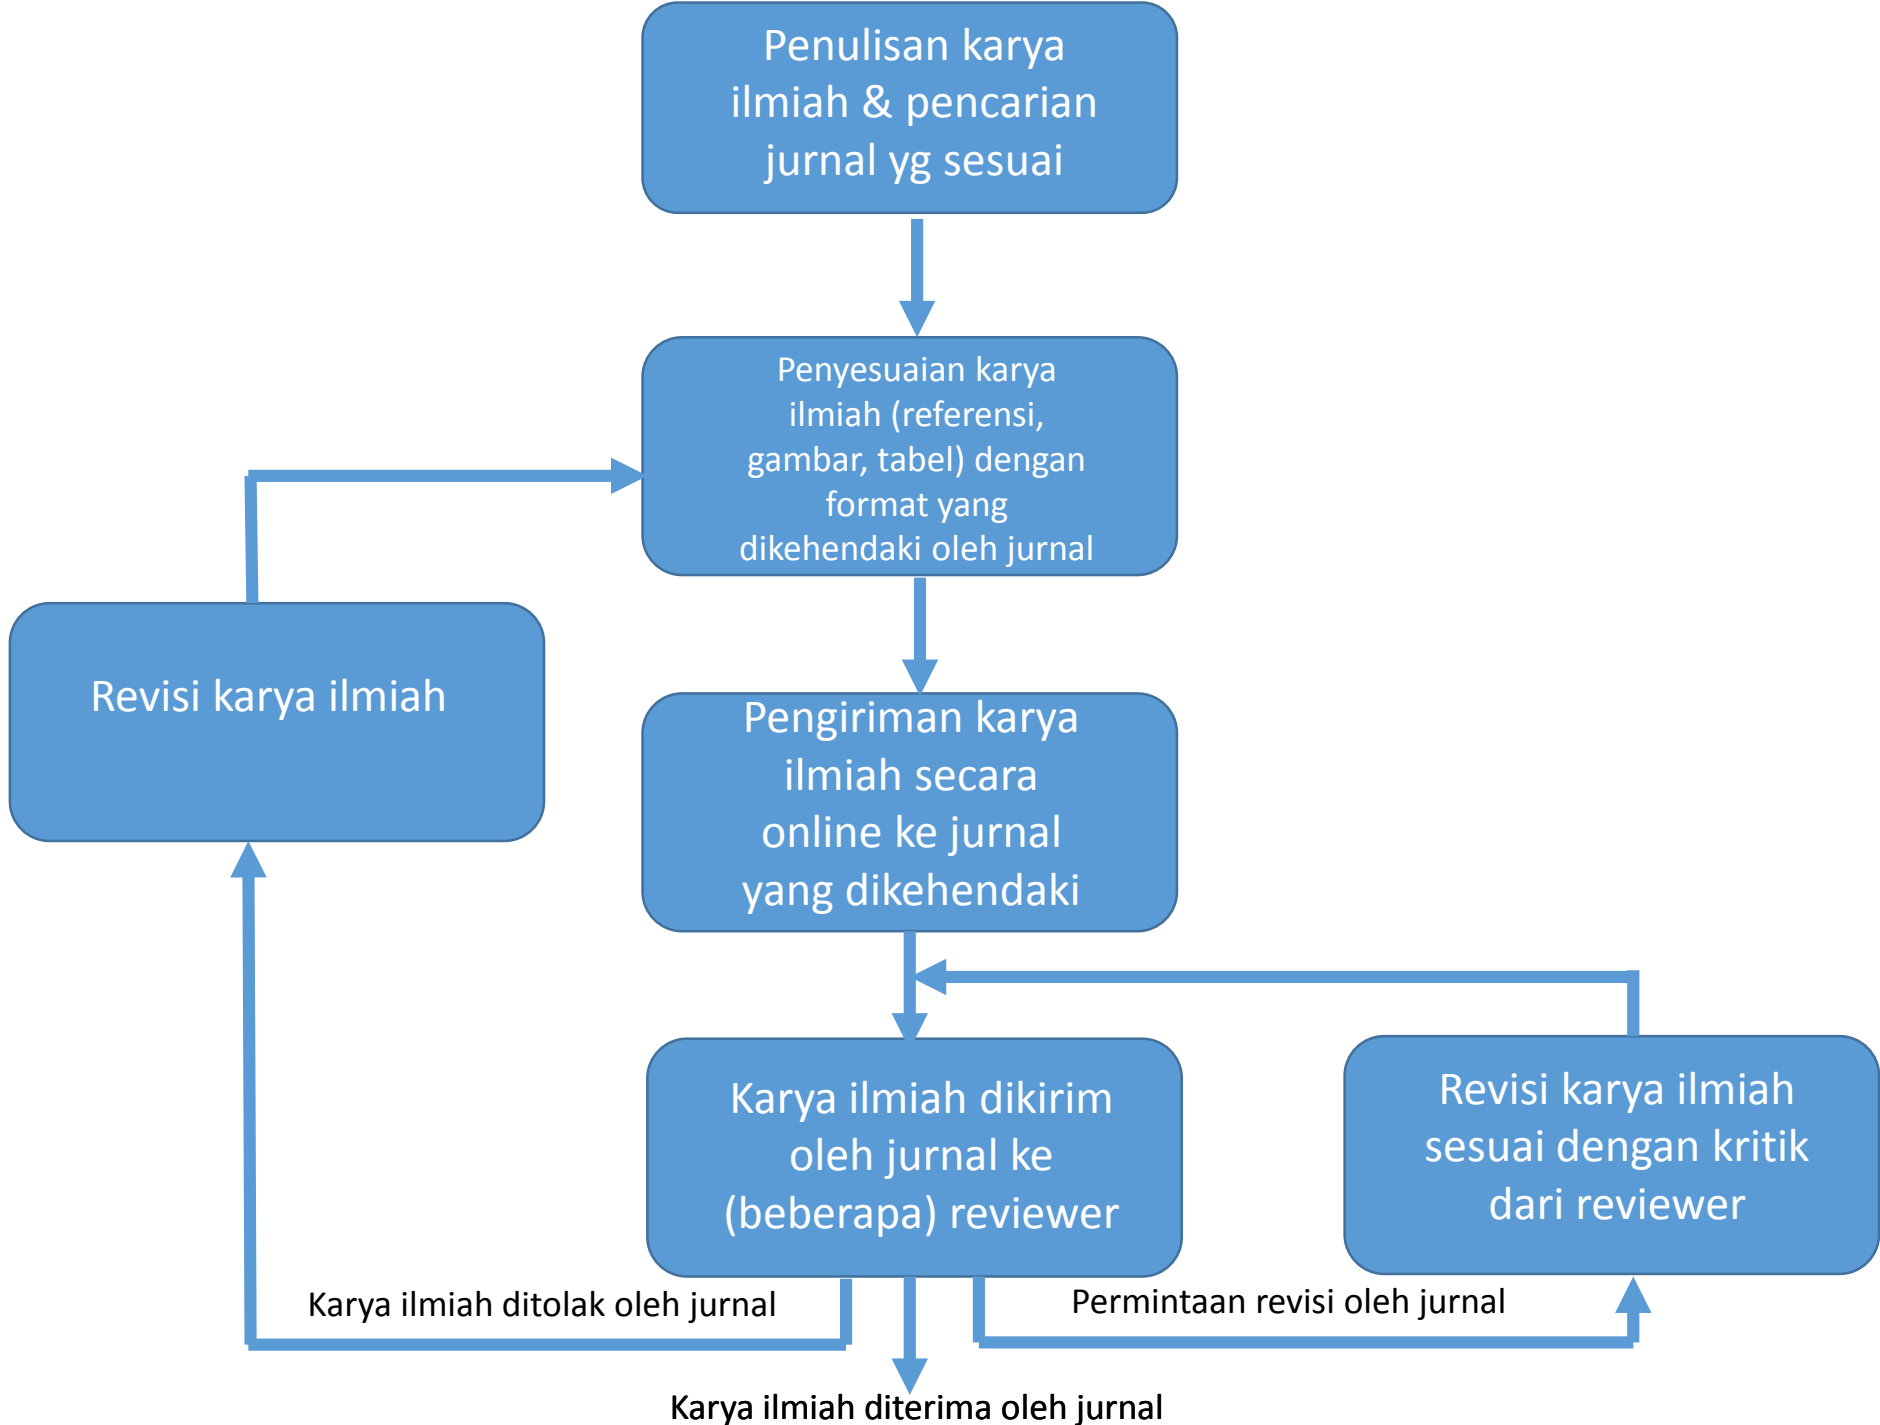 Penulisan karya
ilmiah & pencarian
jurnal yg sesuai
Penyesuaian karya
ilmiah (referensi,
gambar, tabel) dengan
format yang
dikehendaki oleh jurnal
Revisi karya ilmiah
Pengiriman karya
ilmiah secara
online ke jurnal
yang dikehendaki
Karya ilmiah dikirim
oleh jurnal ke
(beberapa) reviewer
Revisi karya ilmiah
sesuai dengan kritik
dari reviewer
Karya ilmiah ditolak oleh jurnal
Permintaan revisi oleh jurnal
Karya ilmiah diterima oleh jurnal